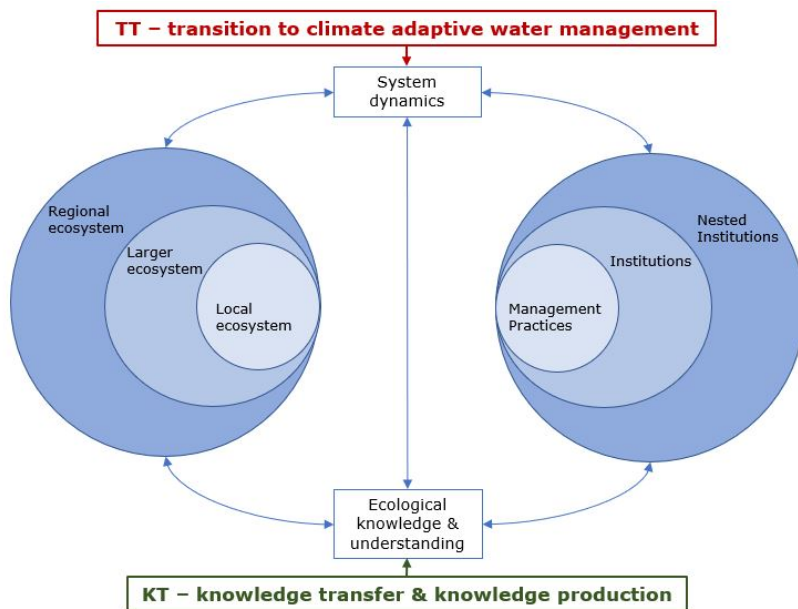 TT – transition to climate adaptive water management
System
dynamics
Regional
ecosystem
Larger
ecosystem
Local
ecosystem
Nested
Institutions
Institutions
Management
Practices
Ecological
knowledge &
understanding
KT – knowledge transfer & knowledge production